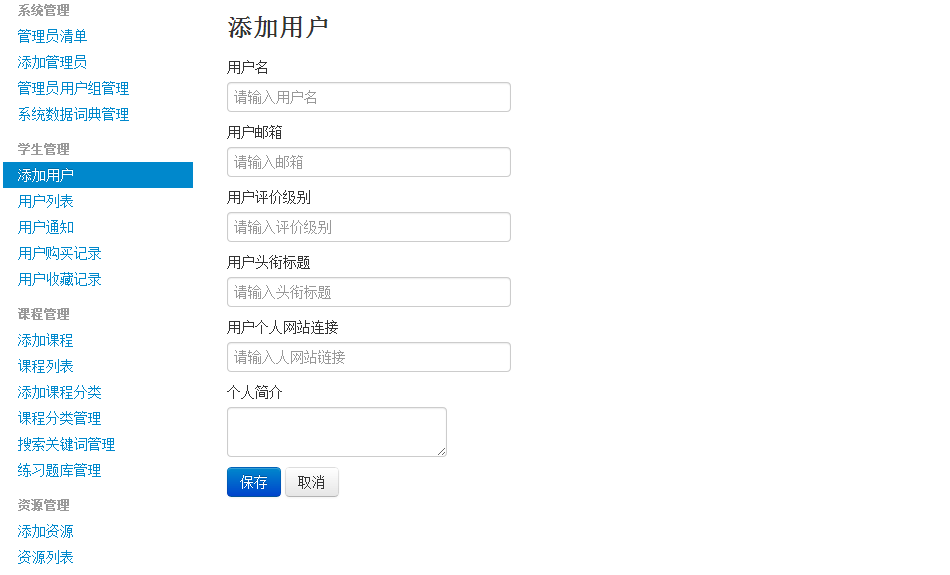 系统管理
管理员清单
添加管理员
管理员用户组管理
系统数据词典管理
学生管理
添加用户
用户列表
用户通知
用户购买记录
用户收藏记录
课程管理
添加课程
课程列表
添加课程分类
课程分类管理
搜索关键词管理
练习题库管理
资源管理
添加资源
资源列表
添加用户
用户名
请输入用户名
用户邮箱
请输入邮箱
用户评价级别
请输入评价级别
用户头衔标题
请输入头衔标题
用户个人网站连接
请输入人网站链接
个人简介
保存 取消